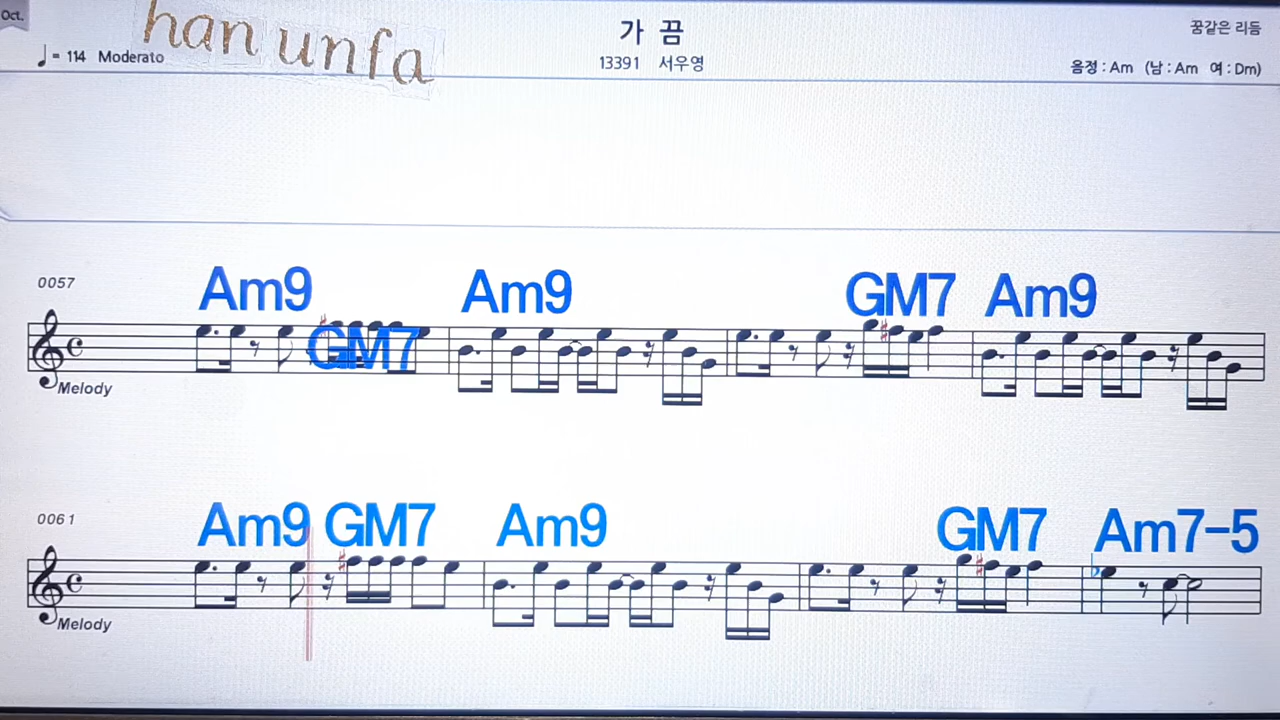 Oct.
han unfa
가 끔
꿈같은 리듬
♩= 114 Moderato
13391 서우영
음정 : Am (남 : Am 여 : Dm)
0057
Am9 GM7 Am9 GM7 Am9
Melody
0061
Am9 GM7 Am9 GM7 Am7-5
Melody